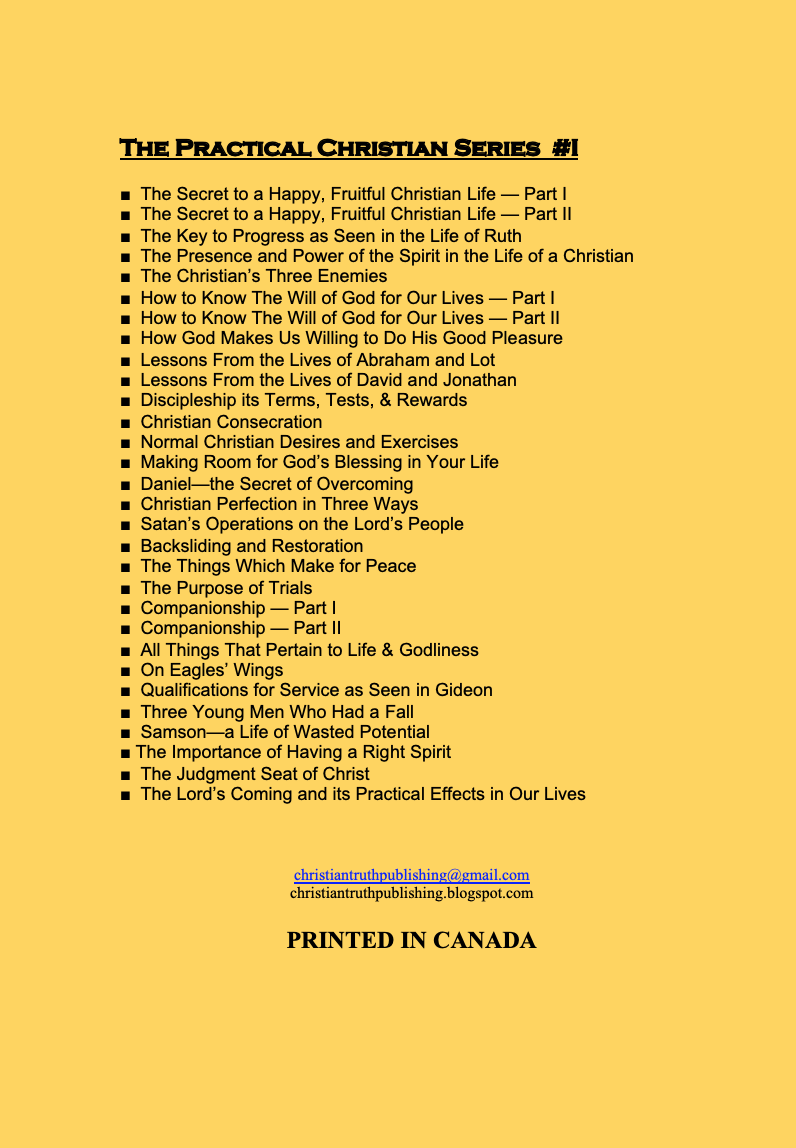 The Practical Christian Series #I
■ The Secret to a Happy, Fruitful Christian Life — Part I
■ The Secret to a Happy, Fruitful Christian Life — Part II
■ The Key to Progress as Seen in the Life of Ruth
■ The Presence and Power of the Spirit in the Life of a Christian
■ The Christian’s Three Enemies
■ How to Know The Will of God for Our Lives — Part I
■ How to Know The Will of God for Our Lives — Part II
■ How God Makes Us Willing to Do His Good Pleasure
■ Lessons From the Lives of Abraham and Lot
■ Lessons From the Lives of David and Jonathan
■ Discipleship its Terms, Tests, & Rewards
■ Christian Consecration
■ Normal Christian Desires and Exercises
■ Making Room for God’s Blessing in Your Life
■ Daniel—the Secret of Overcoming
■ Christian Perfection in Three Ways
■ Satan’s Operations on the Lord’s People
■ Backsliding and Restoration
■ The Things Which Make for Peace
■ The Purpose of Trials
■ Companionship — Part I
■ Companionship — Part II
■ All Things That Pertain to Life & Godliness
■ On Eagles’ Wings
■ Qualifications for Service as Seen in Gideon
■ Three Young Men Who Had a Fall
■ Samson—a Life of Wasted Potential
■ The Importance of Having a Right Spirit
■ The Judgment Seat of Christ
■ The Lord’s Coming and its Practical Effects in Our Lives
christiantruthpublishing@gmail.com
christiantruthpublishing.blogspot.com
PRINTED IN CANADA